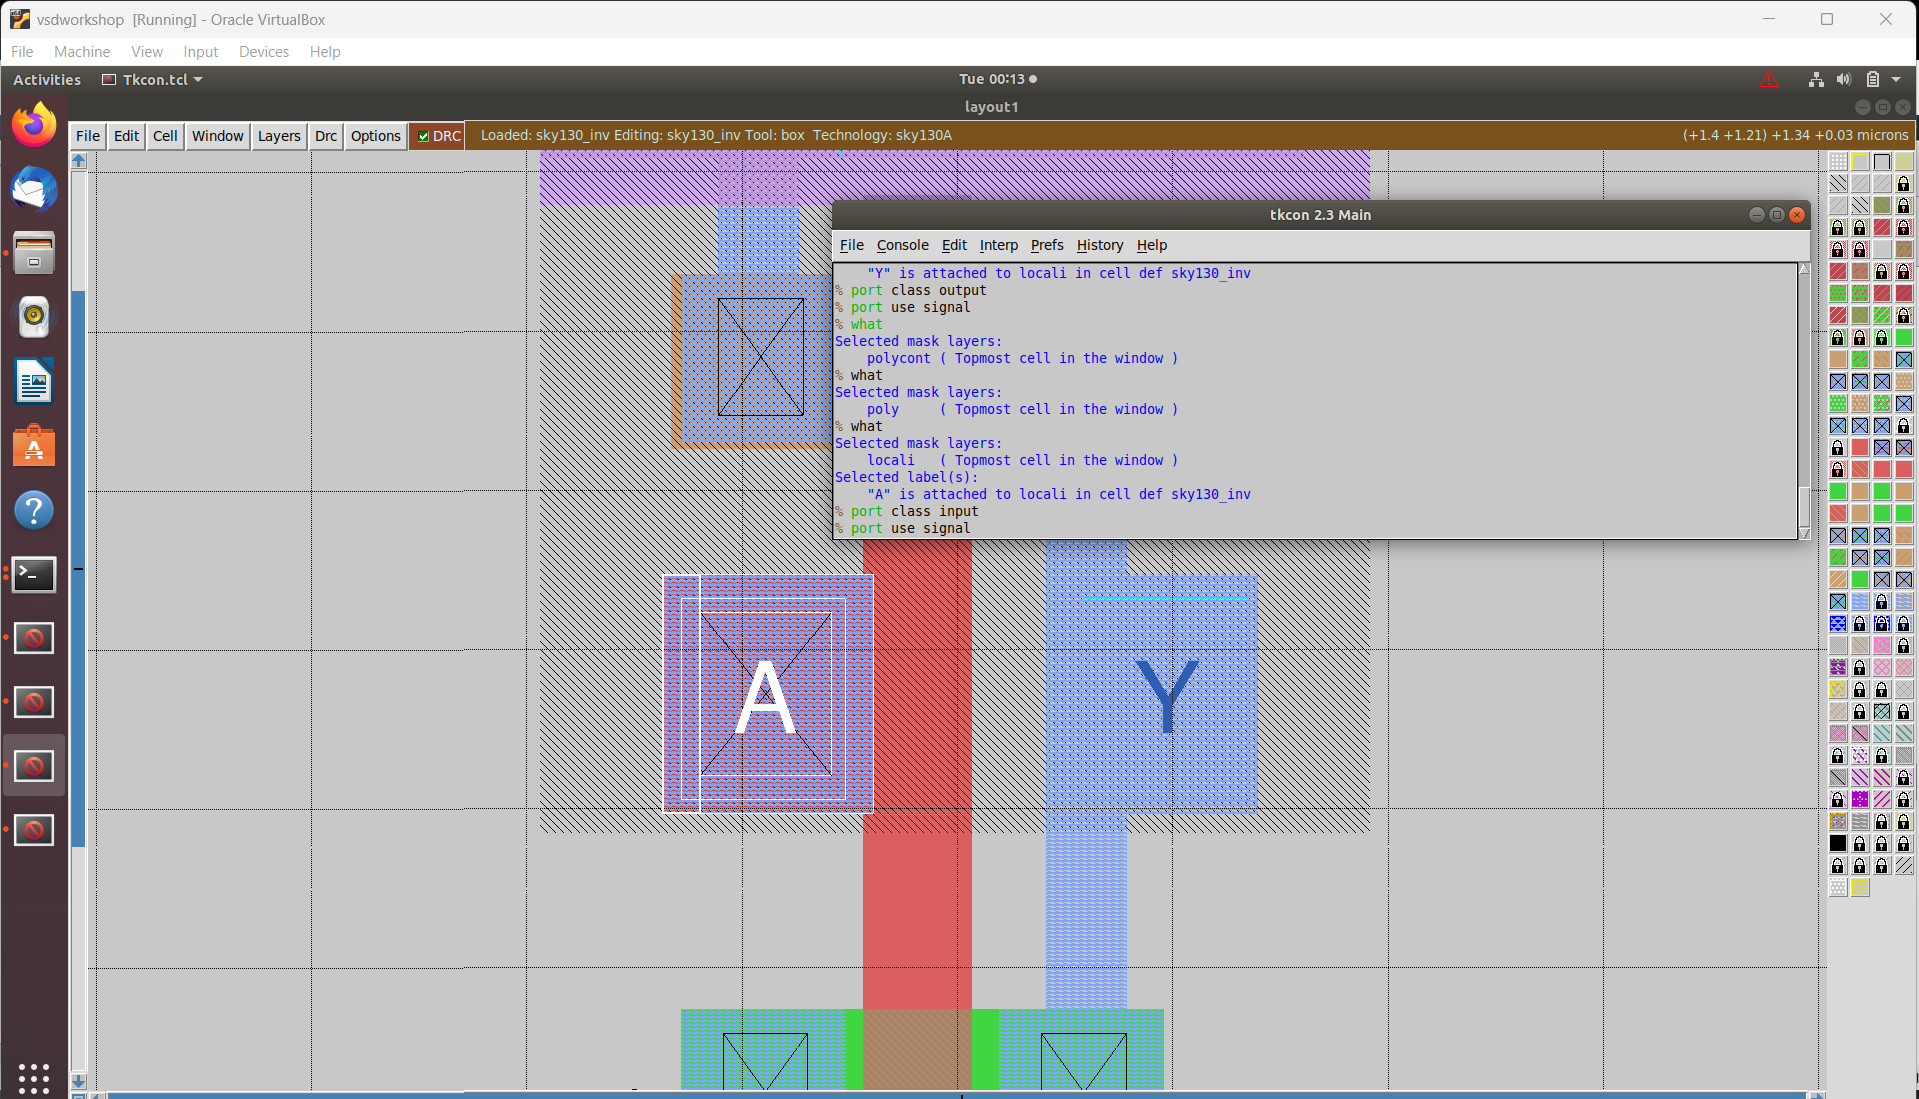 vsdworkshop [Running] - Oracle VirtualBox
File Machine View Input Devices Help
Activities Tkcon.tcl Tue 00:13
layout1
File Edit Cell Window Layers Drc Options DRC Loaded: sky130_inv Editing: sky130_inv Tool: box Technology: sky130A (+1.4 +1.21) +1.34 +0.03 microns
tkcon 2.3 Main
File Console Edit Interp Prefs History Help
"Y" is attached to locali in cell def sky130_inv
% port class output
% port use signal
% what
Selected mask layers:
polycont ( Topmost cell in the window )
% what
Selected mask layers:
poly ( Topmost cell in the window )
% what
Selected mask layers:
locali ( Topmost cell in the window )
Selected label(s):
"A" is attached to locali in cell def sky130_inv
% port class input
% port use signal
A Y